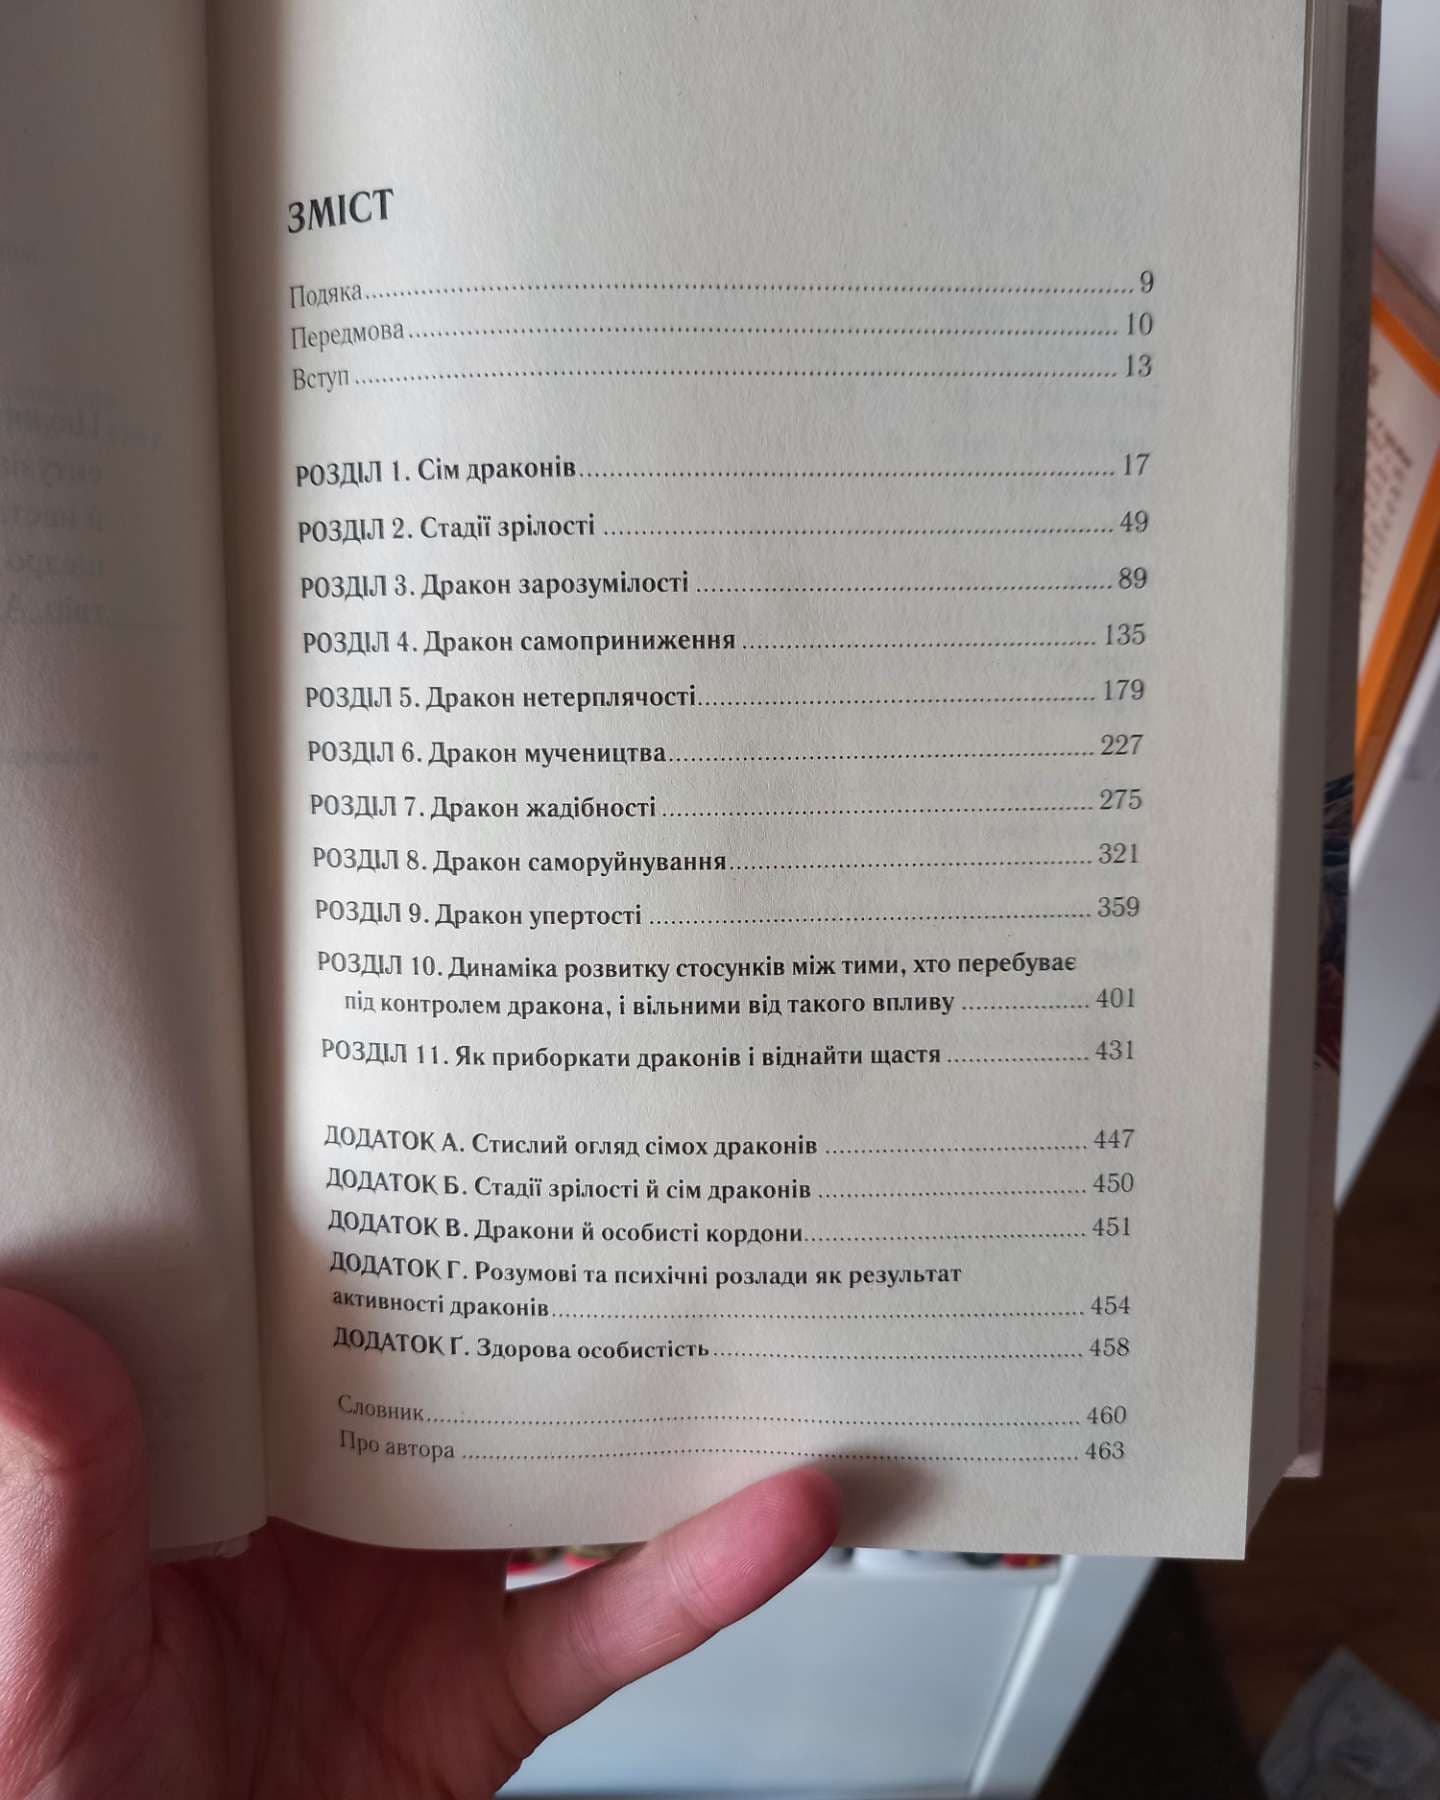 ЗМІСТ
Подяка 9
Передмова 10
Вступ 13
РОЗДІЛ 1. Сім драконів 17
РОЗДІЛ 2. Стадії зрілості 49
РОЗДІЛ 3. Дракон зарозумілості 89
РОЗДІЛ 4. Дракон самоприниження 135
РОЗДІЛ 5. Дракон нетерплячості 179
РОЗДІЛ 6. Дракон мучеництва 227
РОЗДІЛ 7. Дракон жадібності 275
РОЗДІЛ 8. Дракон саморуйнування 321
РОЗДІЛ 9. Дракон упертості 359
РОЗДІЛ 10. Динаміка розвитку стосунків між тими, хто перебуває
під контролем дракона, і вільними від такого впливу 401
РОЗДІЛ 11. Як приборкати драконів і віднайти щастя 431
ДОДАТОК А. Стислий огляд сімох драконів 447
ДОДАТОК Б. Стадії зрілості й сім драконів 450
ДОДАТОК В. Дракони й особисті кордони 451
ДОДАТОК Г. Розумові та психічні розлади як результат
активності драконів 454
ДОДАТОК Ґ. Здорова особистість 458
Словник 460
Про автора 463